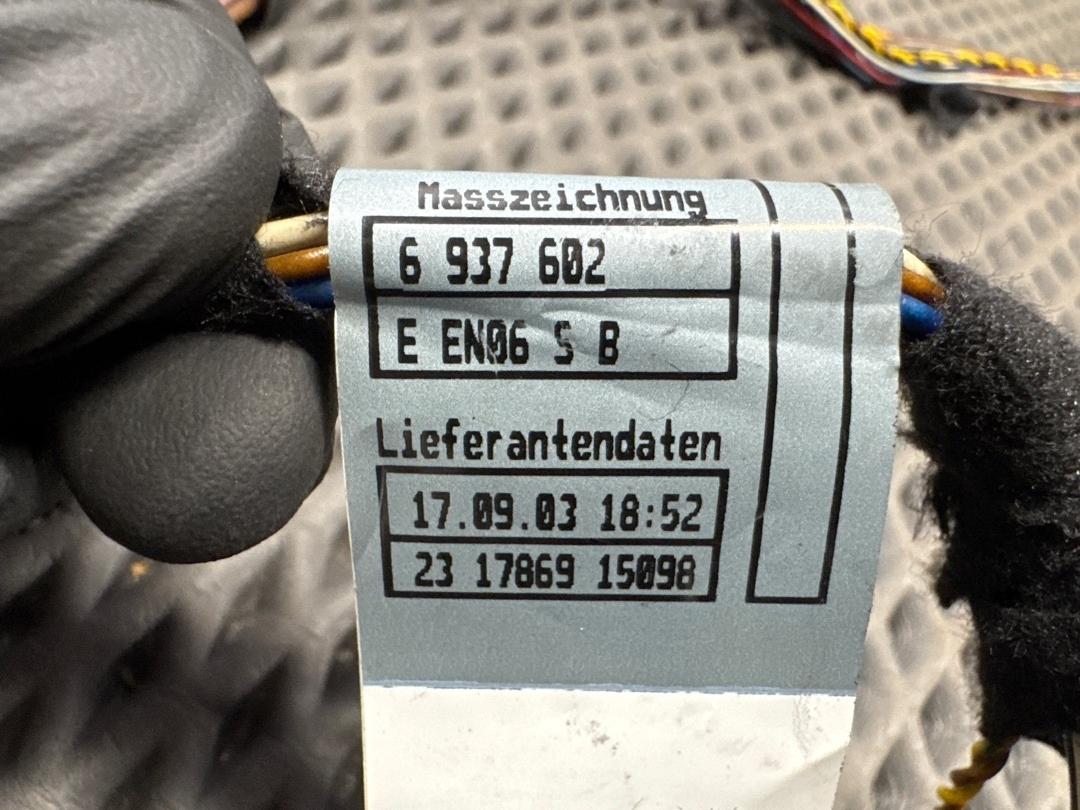 Masszeichnung
6 937 602
E EN06 S B
Lieferantendaten
17.09.03 18:52
23 17869 15098